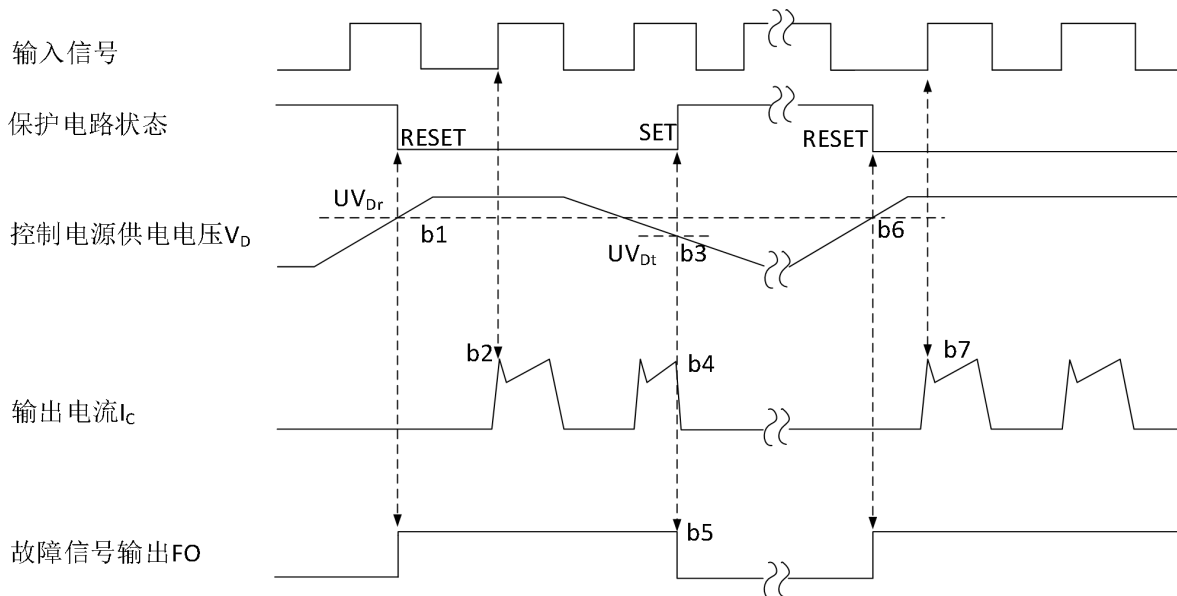 输入信号
保护电路状态
RESET
SET
RESET
UVDr
控制电源供电电压VD
b1
UVDt
b3
b6
b2
b4
b7
输出电流IC
b5
故障信号输出FO